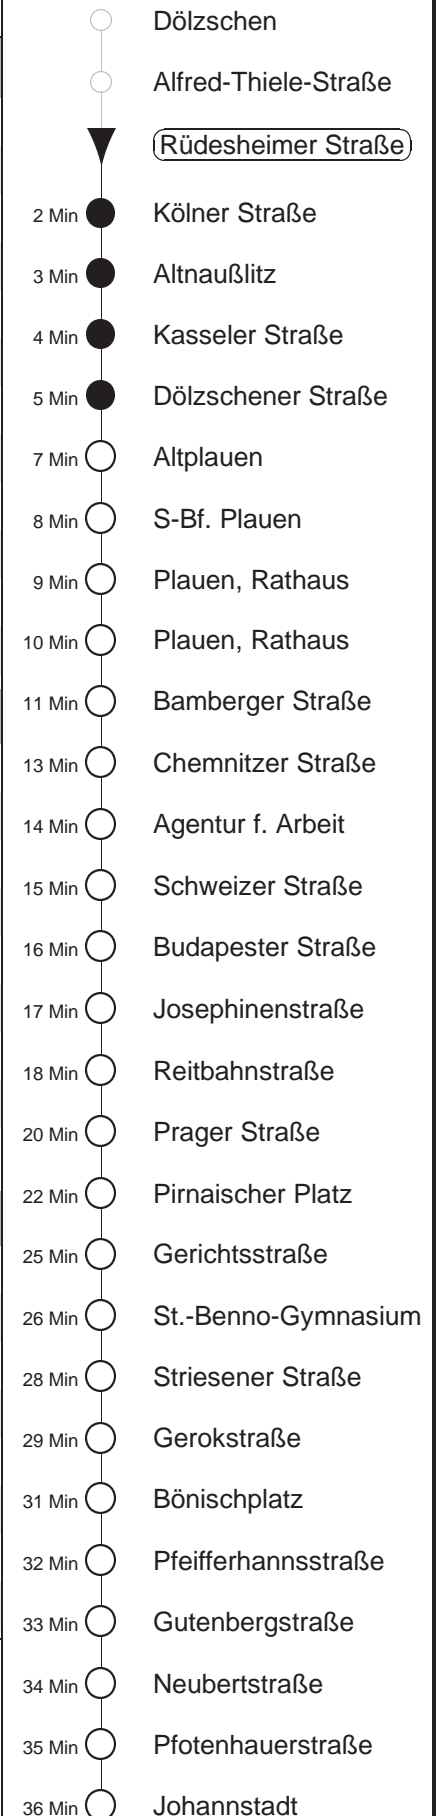 Dölzschen
Alfred-Thiele-Straße
Rüdesheimer Straße
2 Min Kölner Straße
3 Min Altnaußlitz
4 Min Kasseler Straße
5 Min Dölzschener Straße
7 Min Altplauen
8 Min S-Bf. Plauen
9 Min Plauen, Rathaus
10 Min Plauen, Rathaus
11 Min Bamberger Straße
13 Min Chemnitzer Straße
14 Min Agentur f. Arbeit
15 Min Schweizer Straße
16 Min Budapester Straße
17 Min Josephinenstraße
18 Min Reitbahnstraße
20 Min Prager Straße
22 Min Pirnaischer Platz
25 Min Gerichtsstraße
26 Min St.-Benno-Gymnasium
28 Min Striesener Straße
29 Min Gerokstraße
31 Min Bönischplatz
32 Min Pfeifferhannsstraße
33 Min Gutenbergstraße
34 Min Neubertstraße
35 Min Pfotenhauerstraße
36 Min Johannstadt